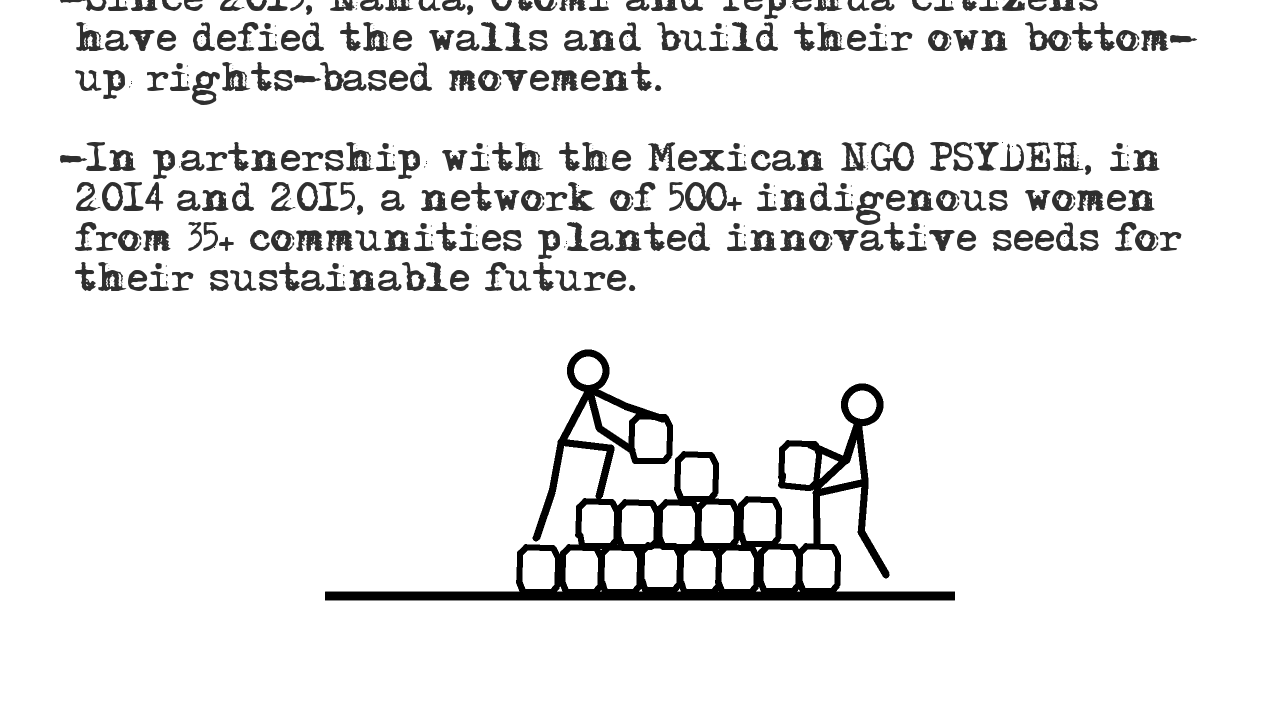 -Since Nahua, Otomi and Tepehua citizens
have defied the walls and build their own bottom-
up rights-based movement.
-In partnership with the Mexican NGO PSYDEH, in
2014 and 2015, a network of 500+ indigenous women
from 35+ communities planted innovative seeds for
their sustainable future.